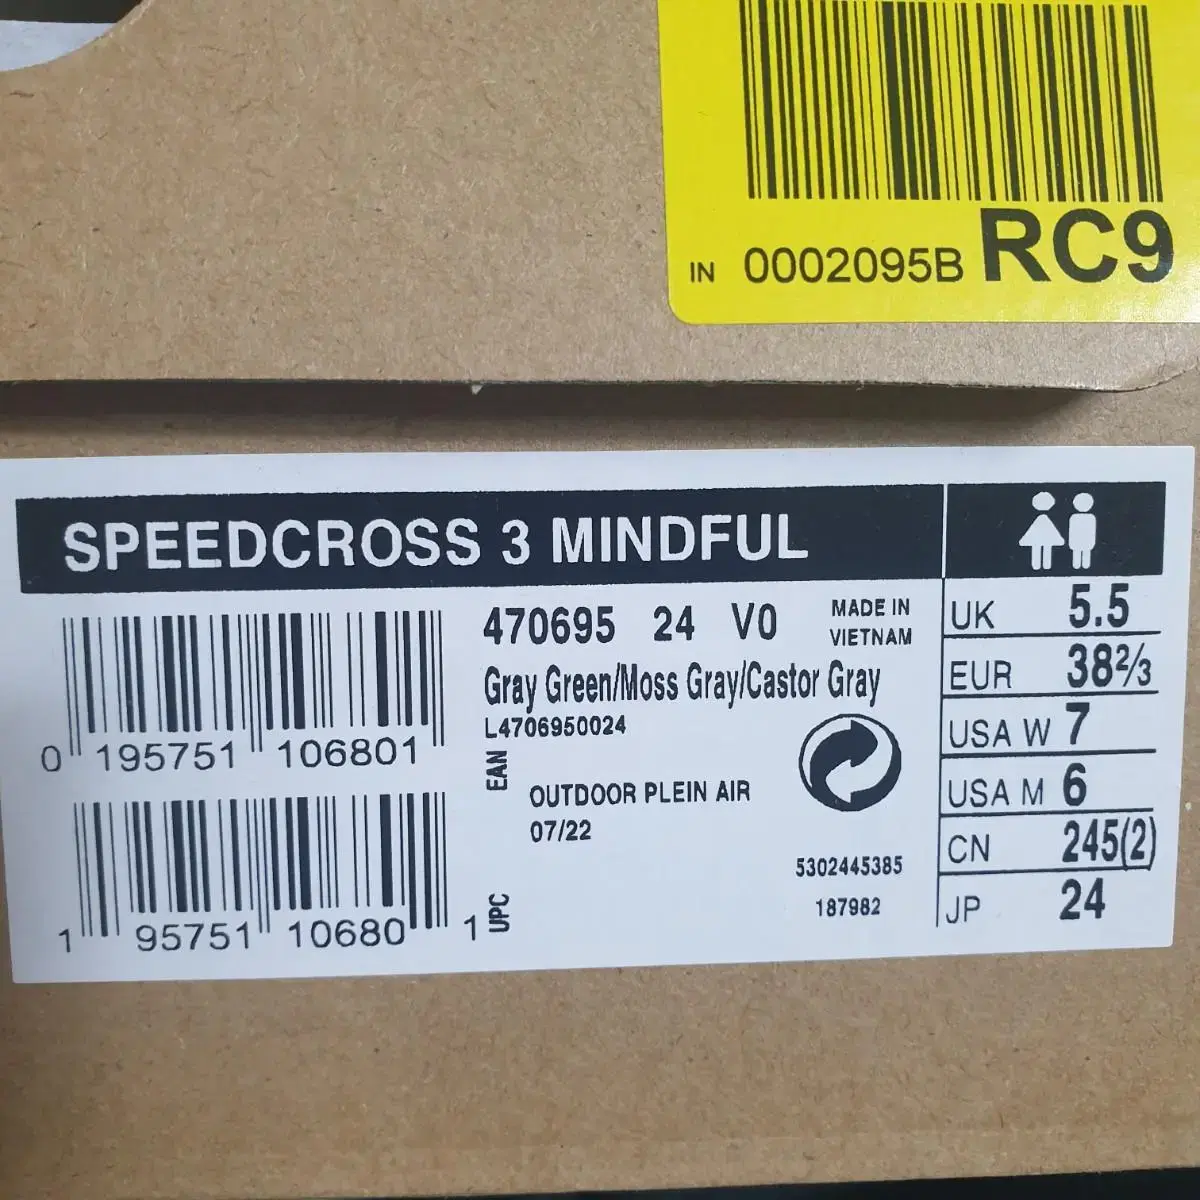 IN 0002095B RC9
SPEEDCROSS 3 MINDFUL
470695 24 V0
MADE IN
VIETNAM
Gray Green/Moss Gray/Castor Gray
L4706950024
0 195751 106801
EAN
OUTDOOR PLEIN AIR
07/22
5302445385
187982
1 95751 10680 1
UPC
UK 5.5
EUR 38 2/3
USA W 7
USA M 6
CN 245(2)
JP 24